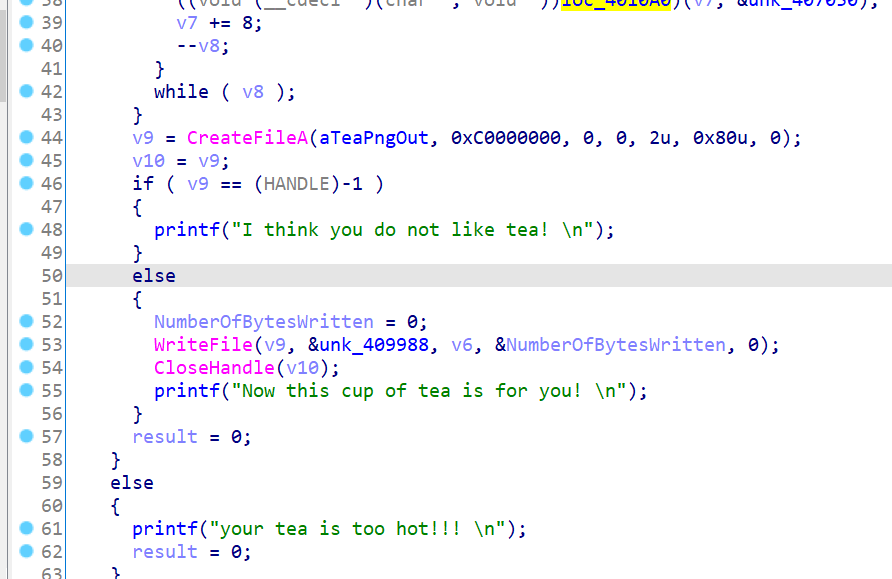 38 ((void (__cdecl *)(char *, void *))loc_4010A0)(v7, &unk_407030);
39 v7 += 8;
40 --v8;
41 }
42 while ( v8 );
43 }
44 v9 = CreateFileA(aTeaPngOut, 0xC0000000, 0, 0, 2u, 0x80u, 0);
45 v10 = v9;
46 if ( v9 == (HANDLE)-1 )
47 {
48 printf("I think you do not like tea! \n");
49 }
50 else
51 {
52 NumberOfBytesWritten = 0;
53 WriteFile(v9, &unk_409988, v6, &NumberOfBytesWritten, 0);
54 CloseHandle(v10);
55 printf("Now this cup of tea is for you! \n");
56 }
57 result = 0;
58 }
59 else
60 {
61 printf("your tea is too hot!!! \n");
62 result = 0;
63 }